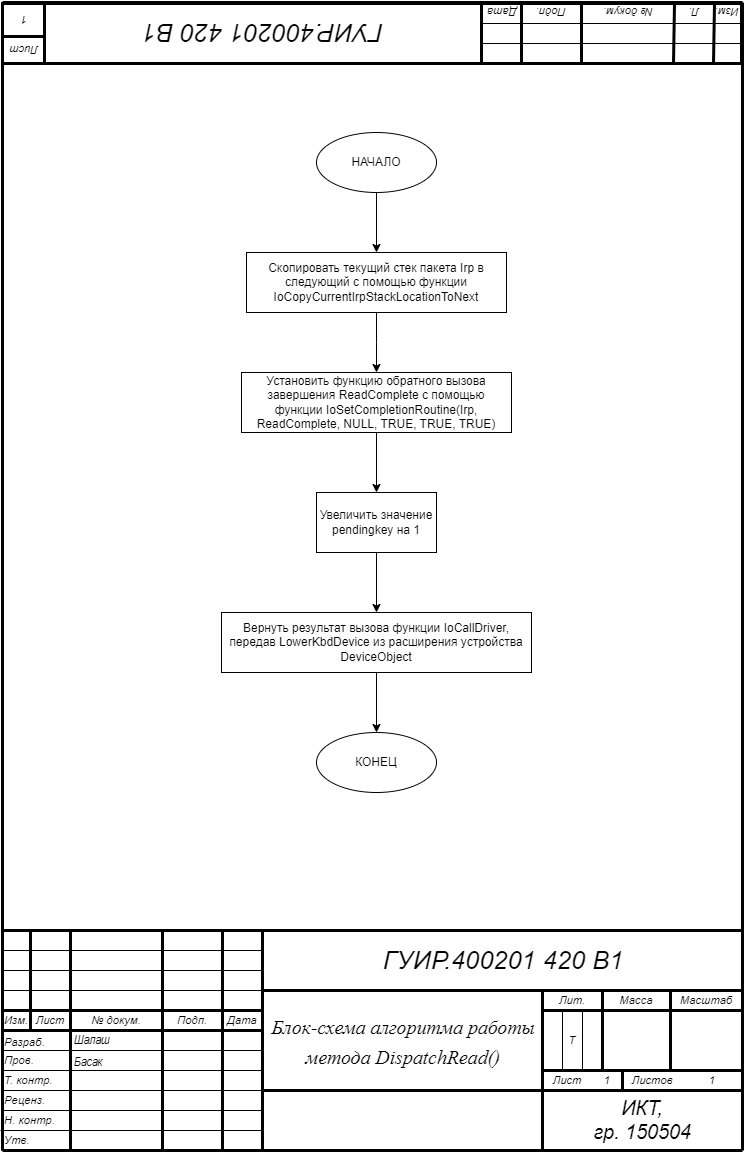 1
Лист
ГУИР.400201 420 В1
Дата
Подп.
№ докум.
Л.
Изм.
НАЧАЛО
Скопировать текущий стек пакета Irp в
следующий с помощью функции
IoCopyCurrentIrpStackLocationToNext
Установить функцию обратного вызова
завершения ReadComplete с помощью
функции IoSetCompletionRoutine(Irp,
ReadComplete, NULL, TRUE, TRUE, TRUE)
Увеличить значение
pendingkey на 1
Вернуть результат вызова функции IoCallDriver,
передав LowerKbdDevice из расширения устройства
DeviceObject
КОНЕЦ
ГУИР.400201 420 В1
Изм. Лист № докум. Подп. Дата
Разраб. Шалаш
Пров. Басак
Т. контр.
Реценз.
Н. контр.
Утв.
Блок-схема алгоритма работы
метода DispatchRead()
Лит. Масса Масштаб
Т
Лист 1 Листов 1
ИКТ,
гр. 150504